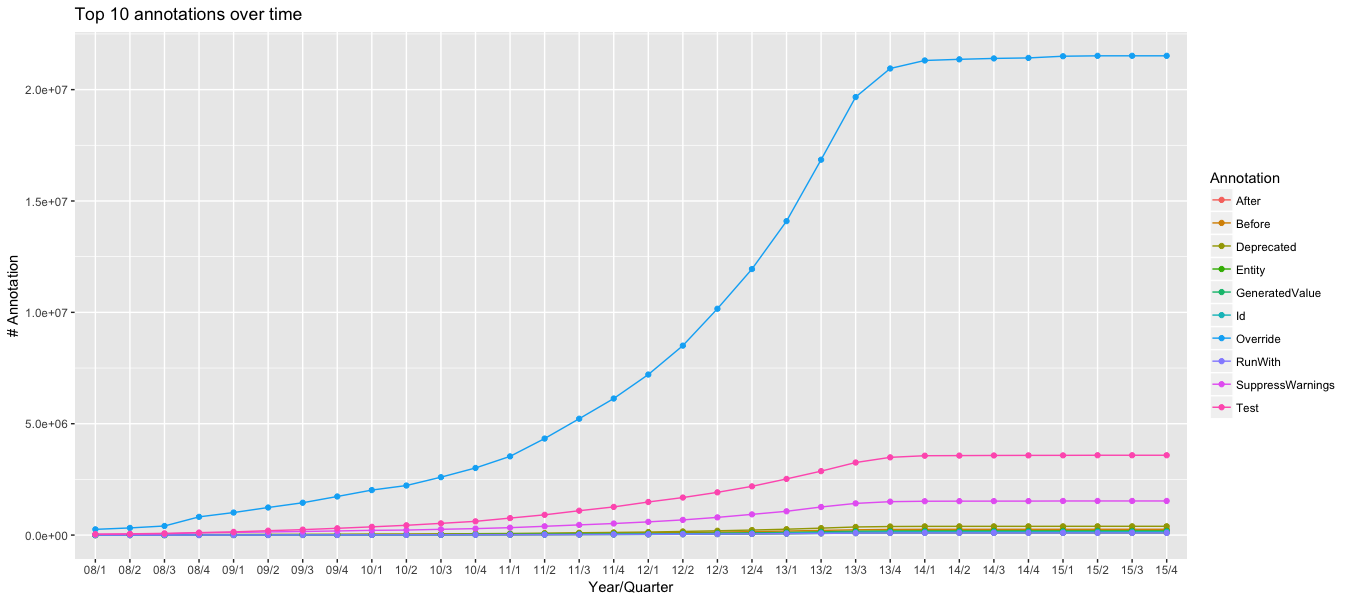 Top 10 annotations over time
# Annotation
2.0e+07
1.5e+07
1.0e+07
5.0e+06
0.0e+00
08/1 08/2 08/3 08/4 09/1 09/2 09/3 09/4 10/1 10/2 10/3 10/4 11/1 11/2 11/3 11/4 12/1 12/2 12/3 12/4 13/1 13/2 13/3 13/4 14/1 14/2 14/3 14/4 15/1 15/2 15/3 15/4
Year/Quarter
Annotation
After
Before
Deprecated
Entity
GeneratedValue
Id
Override
RunWith
SuppressWarnings
Test